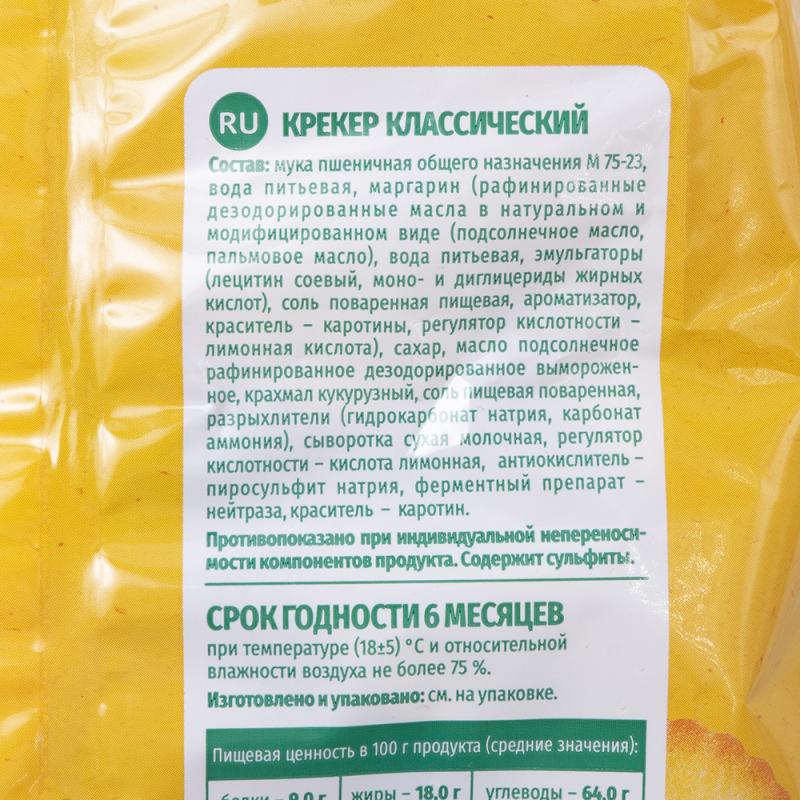 RU КРЕКЕР КЛАССИЧЕСКИЙ
Состав: мука пшеничная общего назначения М 75-23,
вода питьевая, маргарин (рафинированные
дезодорированные масла в натуральном и
модифицированном виде (подсолнечное масло,
пальмовое масло), вода питьевая, эмульгаторы
(лецитин соевый, моно- и диглицериды жирных
кислот), соль поваренная пищевая, ароматизатор,
краситель – каротины, регулятор кислотности –
лимонная кислота), сахар, масло подсолнечное
рафинированное дезодорированное выморожен-
ное, крахмал кукурузный, соль пищевая поваренная,
разрыхлители (гидрокарбонат натрия, карбонат
аммония), сыворотка сухая молочная, регулятор
кислотности – кислота лимонная, антиокислитель –
пиросульфит натрия, ферментный препарат –
нейтраза, краситель – каротин.
Противопоказано при индивидуальной непереноси-
мости компонентов продукта. Содержит сульфиты.
СРОК ГОДНОСТИ 6 МЕСЯЦЕВ
при температуре (18±5) °С и относительной
влажности воздуха не более 75 %.
Изготовлено и упаковано: см. на упаковке.
Пищевая ценность в 100 г продукта (средние значения):
белки – 9,0 г жиры – 18,0 г углеводы – 64,0 г